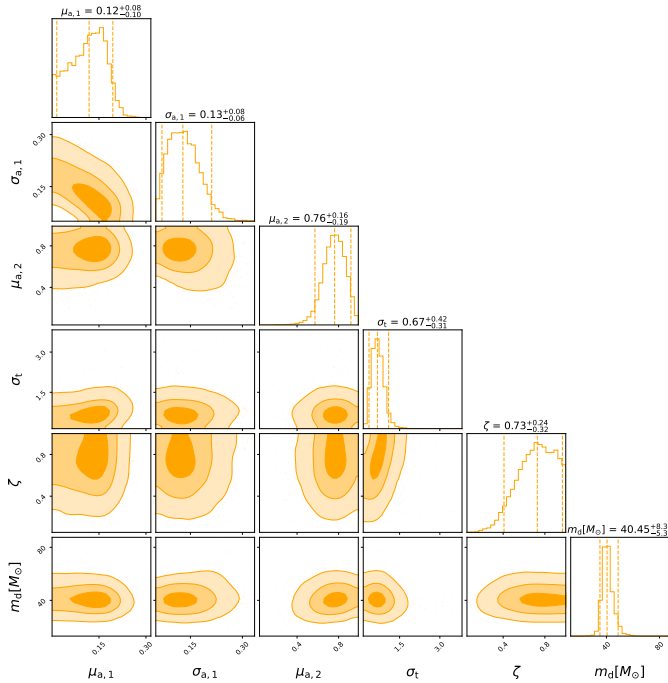 μa,1 = 0.12+0.08−0.10
σa,1 = 0.13+0.08−0.06
0.30
0.15
σa,1
μa,2 = 0.76+0.16−0.19
0.8
0.4
μa,2
σt = 0.67+0.42−0.31
3.0
1.5
σt
ζ = 0.73+0.24−0.32
0.8
0.4
ζ
md[M⊙] = 40.45+8.3−5.3
80
40
md[M⊙]
0.15 0.30 0.15 0.30 0.4 0.8 1.5 3.0 0.4 0.8 40 80
μa,1 σa,1 μa,2 σt ζ md[M⊙]